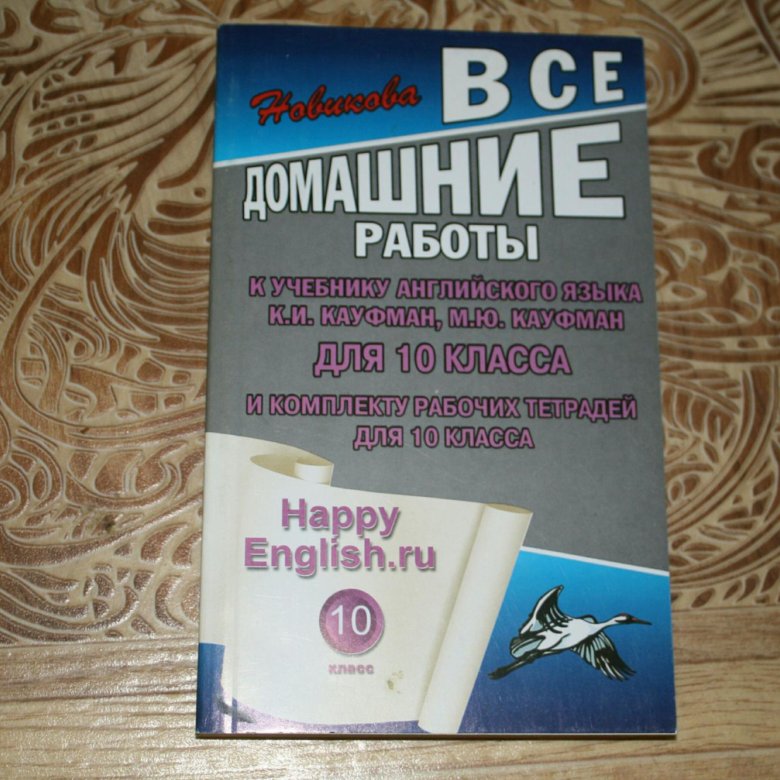 Новикова
ВСЕ
ДОМАШНИЕ
РАБОТЫ
К УЧЕБНИКУ АНГЛИЙСКОГО ЯЗЫКА
К.И. КАУФМАН, М.Ю. КАУФМАН
ДЛЯ 10 КЛАССА
И КОМПЛЕКТУ РАБОЧИХ ТЕТРАДЕЙ
ДЛЯ 10 КЛАССА
Happy
English.ru
10
класс